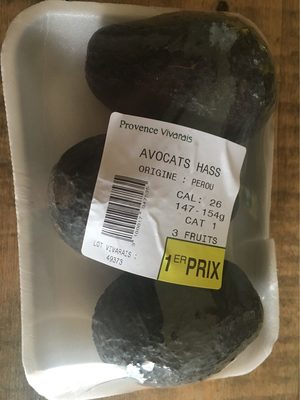 Provence Vivarais
AVOCATS HASS
ORIGINE : PEROU
CAL: 26
147-154g
CAT 1
3 FRUITS
LOT VIVARAIS :
49373
1ER PRIX